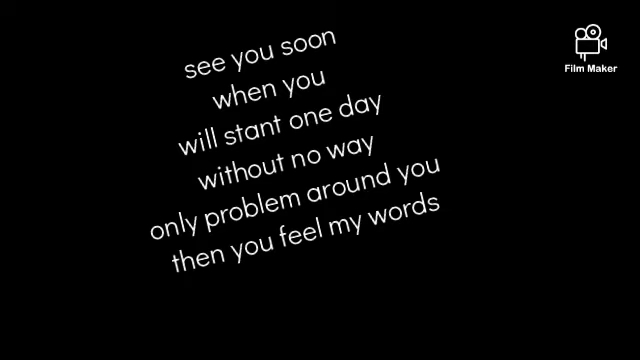 see you soon
when you
will stant one day
without no way
only problem around you
then you feel my words
Film Maker